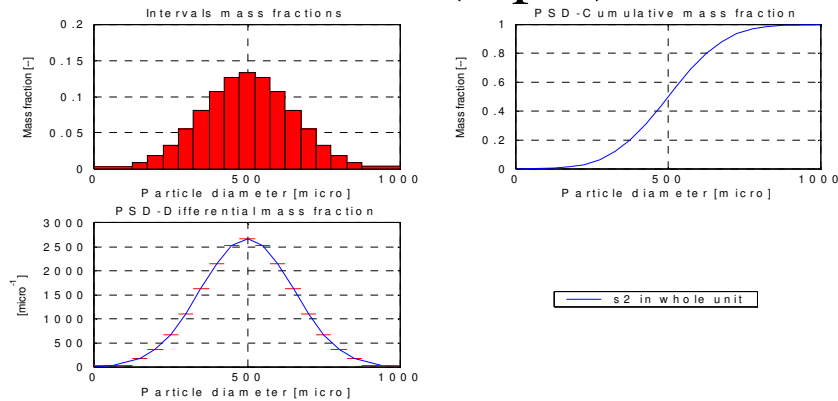 Intervals mass fractions
0.2
0.15
0.1
0.05
0
Mass fraction [–]
0 500 1000
Particle diameter [micro]
PSD-Cumulative mass fraction
1
0.8
0.6
0.4
0.2
0
Mass fraction [–]
0 500 1000
Particle diameter [micro]
PSD-Differential mass fraction
3000
2500
2000
1500
1000
500
0
[micro⁻¹]
0 500 1000
Particle diameter [micro]
s2 in whole unit